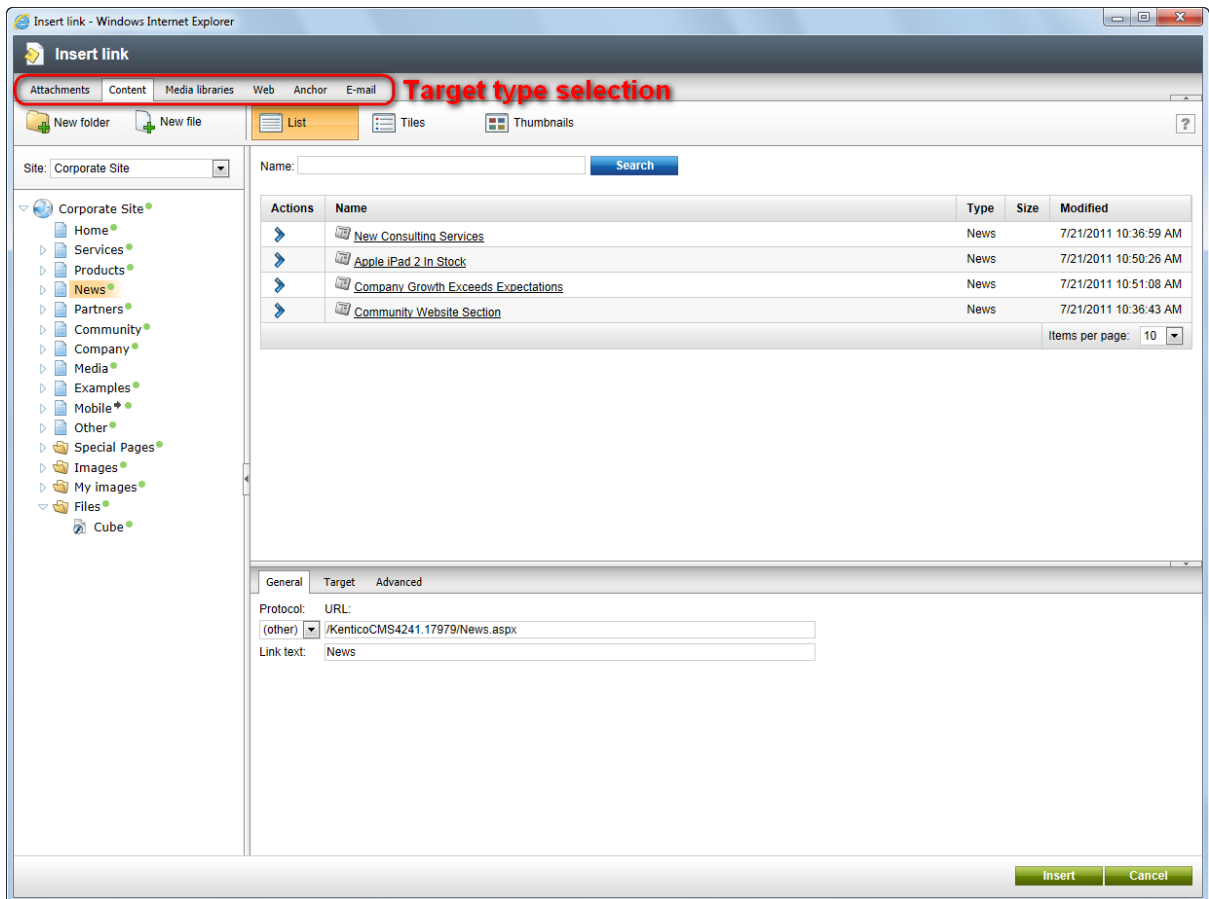 Insert link - Windows Internet Explorer
Insert link
Attachments Content Media libraries Web Anchor E-mail Target type selection
New folder New file List Tiles Thumbnails ?
Site: Corporate Site
Name: Search
Corporate Site
Home
Services
Products
News
Partners
Community
Company
Media
Examples
Mobile
Other
Special Pages
Images
My images
Files
Cube
Actions Name Type Size Modified
New Consulting Services News 7/21/2011 10:36:59 AM
Apple iPad 2 In Stock News 7/21/2011 10:50:26 AM
Company Growth Exceeds Expectations News 7/21/2011 10:51:08 AM
Community Website Section News 7/21/2011 10:36:43 AM
Items per page: 10
General Target Advanced
Protocol: URL:
(other) /KenticoCMS4241.17979/News.aspx
Link text: News
Insert Cancel